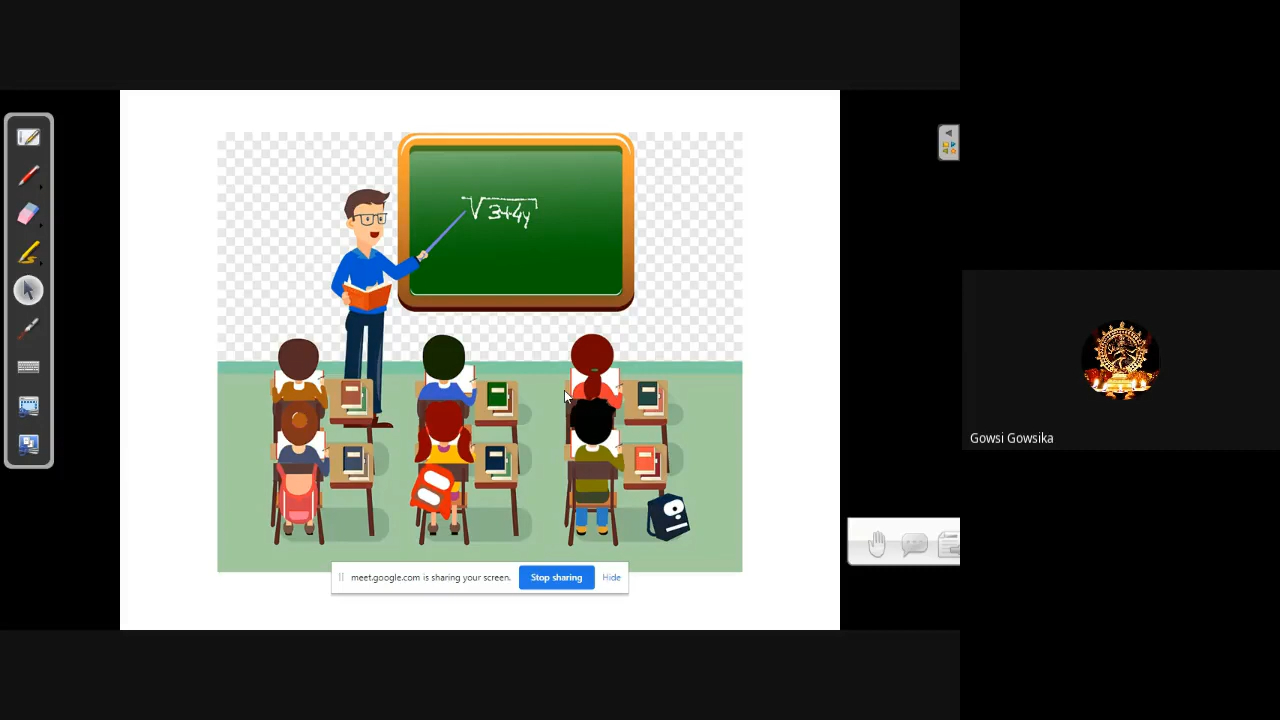 √3+4y
meet.google.com is sharing your screen.
Stop sharing
Hide
Gowsi Gowsika